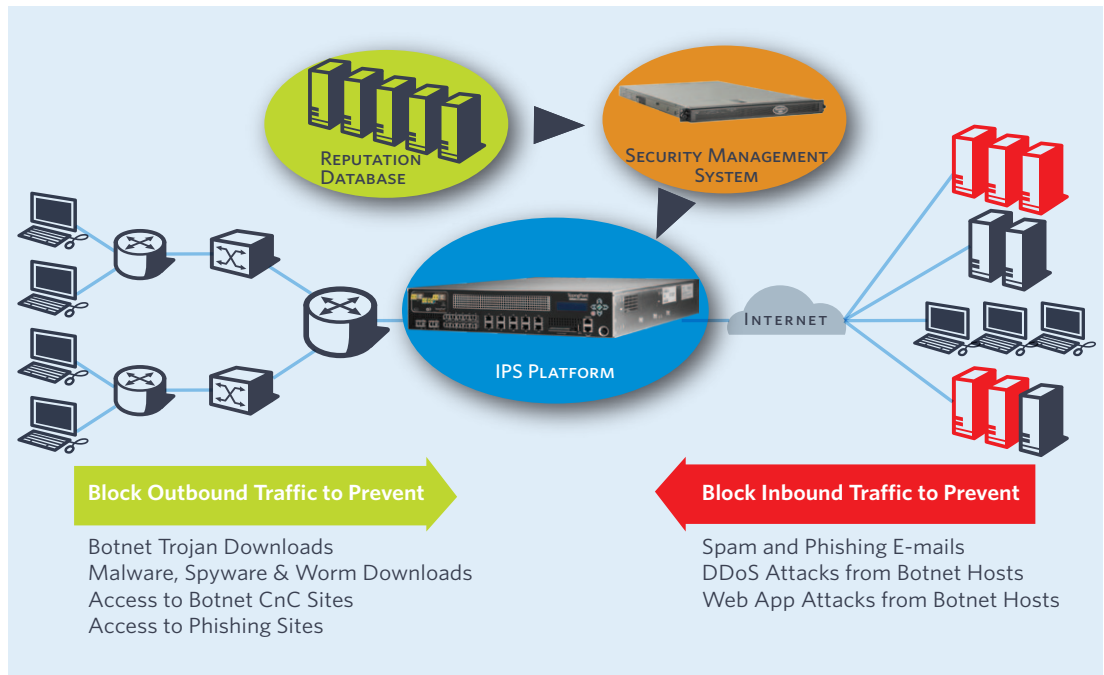 REPUTATION
DATABASE
SECURITY MANAGEMENT
SYSTEM
IPS PLATFORM
INTERNET
Block Outbound Traffic to Prevent
Botnet Trojan Downloads
Malware, Spyware & Worm Downloads
Access to Botnet CnC Sites
Access to Phishing Sites
Block Inbound Traffic to Prevent
Spam and Phishing E-mails
DDoS Attacks from Botnet Hosts
Web App Attacks from Botnet Hosts